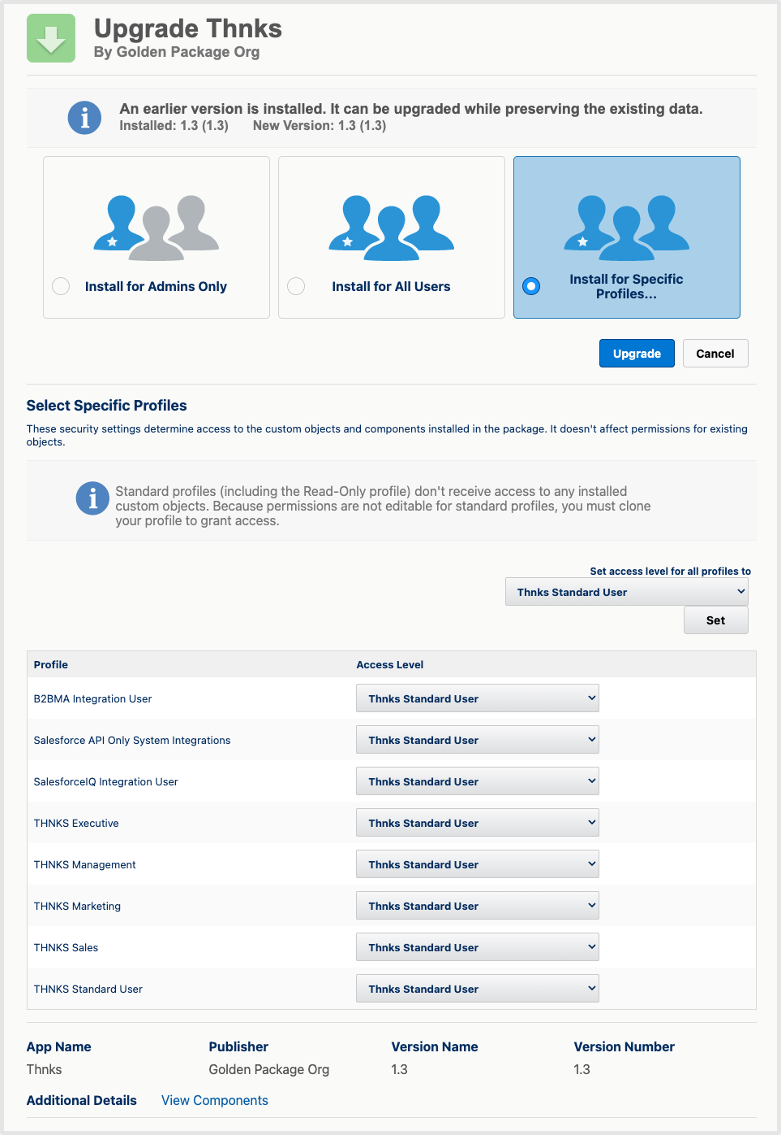 Upgrade Thnks
By Golden Package Org
An earlier version is installed. It can be upgraded while preserving the existing data.
Installed: 1.3 (1.3) New Version: 1.3 (1.3)
Install for Admins Only
Install for All Users
Install for Specific
Profiles...
Upgrade Cancel
Select Specific Profiles
These security settings determine access to the custom objects and components installed in the package. It doesn't affect permissions for existing
objects.
Standard profiles (including the Read-Only profile) don't receive access to any installed
custom objects. Because permissions are not editable for standard profiles, you must clone
your profile to grant access.
Set access level for all profiles to
Thnks Standard User
Set
Profile Access Level
B2BMA Integration User Thnks Standard User
Salesforce API Only System Integrations Thnks Standard User
SalesforceIQ Integration User Thnks Standard User
THNKS Executive Thnks Standard User
THNKS Management Thnks Standard User
THNKS Marketing Thnks Standard User
THNKS Sales Thnks Standard User
THNKS Standard User Thnks Standard User
App Name Publisher Version Name Version Number
Thnks Golden Package Org 1.3 1.3
Additional Details View Components